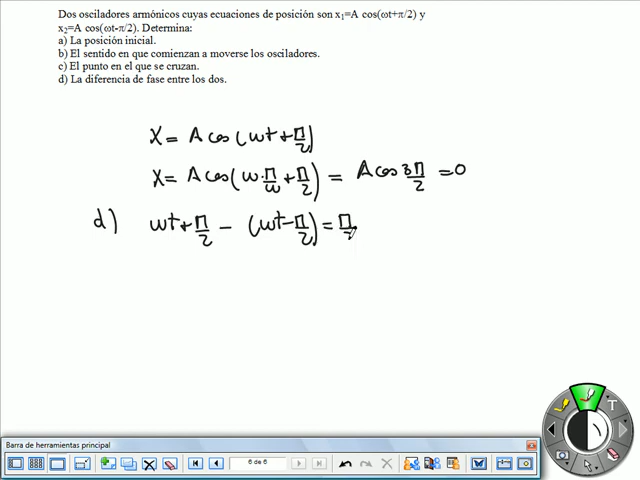 Dos osciladores armónicos cuyas ecuaciones de posición son x₁=A cos(ωt+π/2) y
x₂=A cos(ωt-π/2). Determina:
a) La posición inicial.
b) El sentido en que comienzan a moverse los osciladores.
c) El punto en el que se cruzan.
d) La diferencia de fase entre los dos.
X = A cos(ωt + π/2)
X = A cos(ω·π/ω + π/2) = A cos 3π/2 = 0
d) ωt + π/2 - (ωt - π/2) = π/
T
Barra de herramientas principal
6 de 6